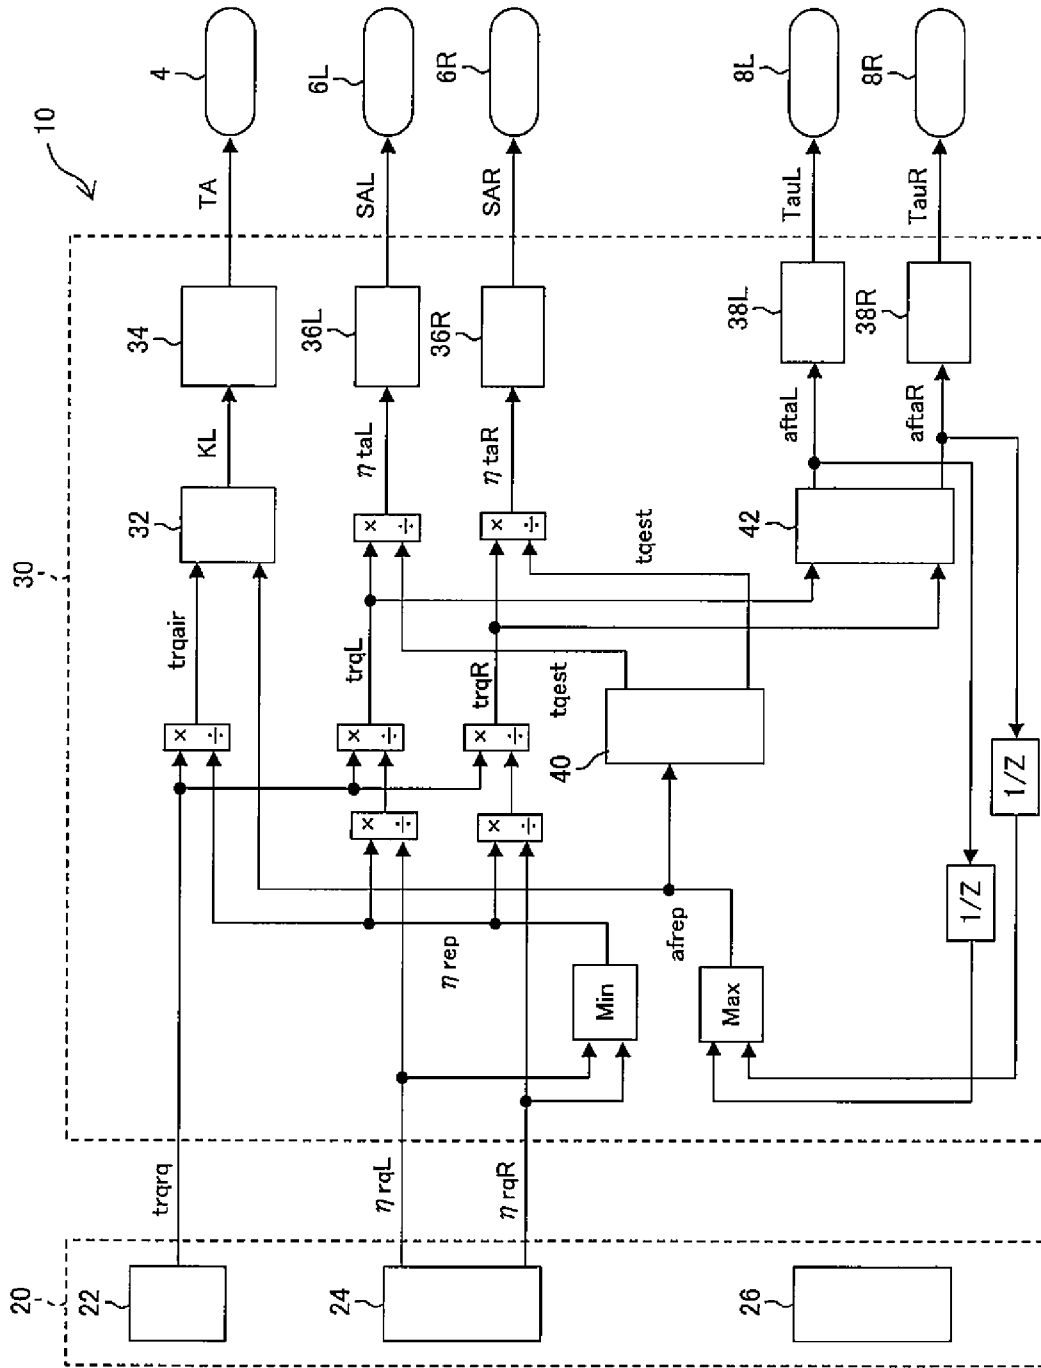 10
20
22
trqrq
24
η rqL
η rqR
26
30
Min
η rep
Max
afrep
1/Z
1/Z
×
÷
×
÷
×
÷
trqair
×
÷
trqL
×
÷
trqR
40
tqest
tqest
×
÷
η taL
×
÷
η taR
32
KL
34
TA
4
36L
SAL
6L
36R
SAR
6R
42
aftaL
aftaR
38L
TauL
8L
38R
TauR
8R